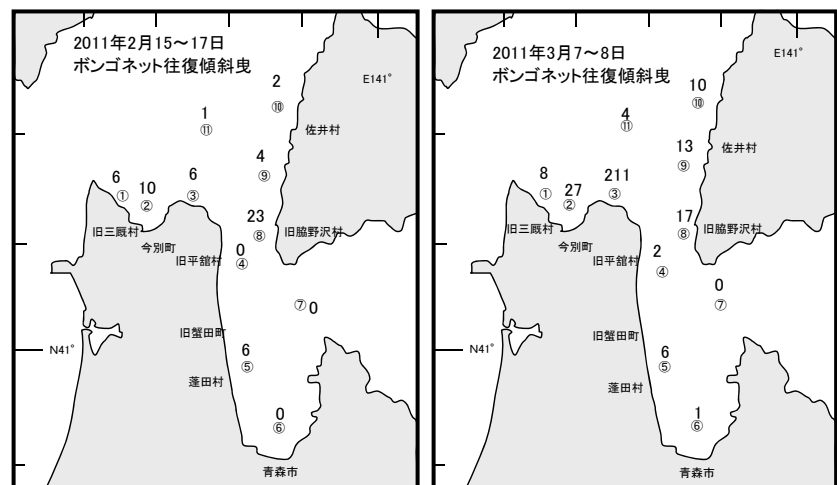 2011年2月15～17日
ボンゴネット往復傾斜曳
E141°
2
⑩
1
⑪
佐井村
4
⑨
6
①
10
②
6
③
23
⑧
旧三厩村
今別町
旧平舘村
旧脇野沢村
0
④
⑦ 0
旧蟹田町
N41°
6
⑤
蓬田村
0
⑥
青森市
2011年3月7～8日
ボンゴネット往復傾斜曳
E141°
10
⑩
4
⑪
佐井村
13
⑨
8
①
27
②
211
③
17
⑧
旧三厩村
今別町
旧平舘村
旧脇野沢村
2
④
0
⑦
旧蟹田町
N41°
6
⑤
蓬田村
1
⑥
青森市